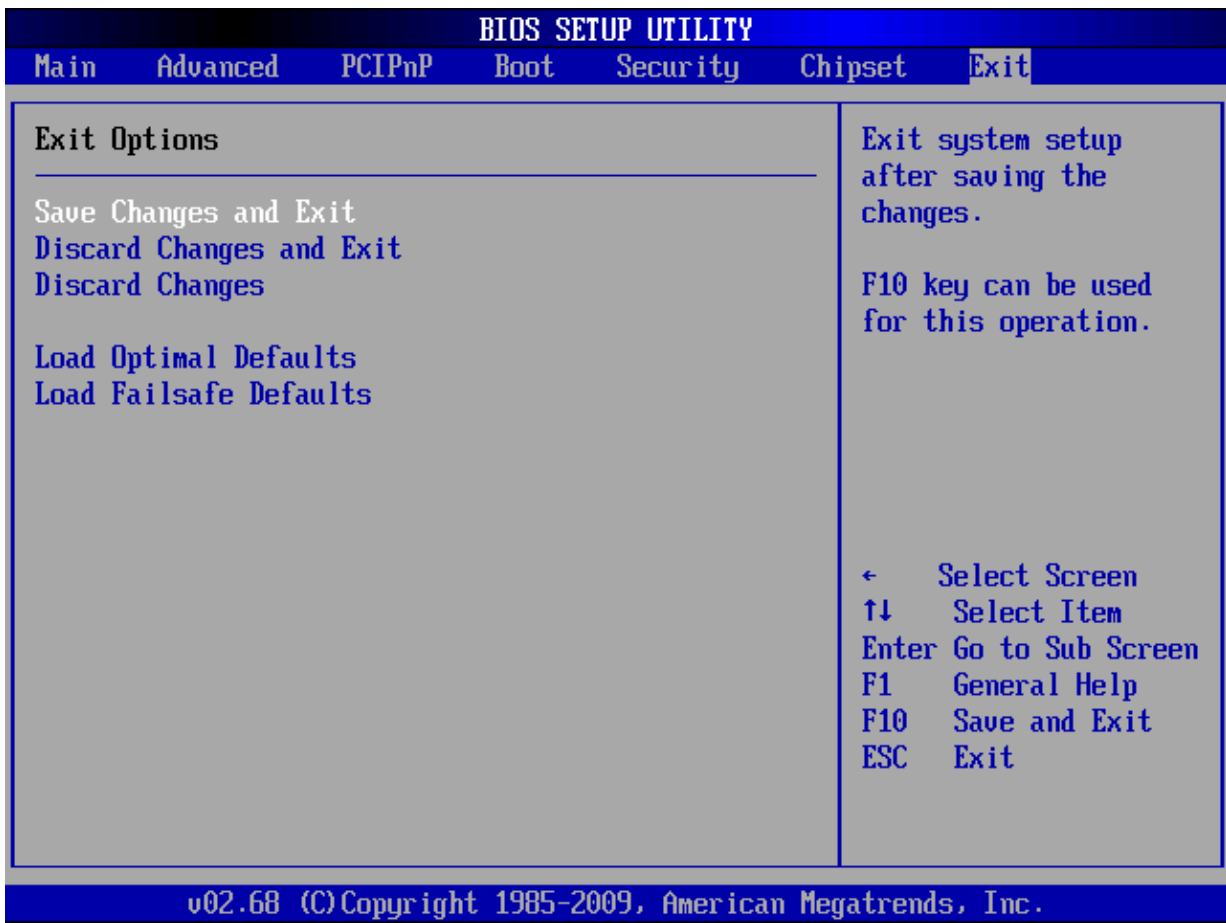 BIOS SETUP UTILITY
Main Advanced PCIPnP Boot Security Chipset Exit
Exit Options
Save Changes and Exit
Discard Changes and Exit
Discard Changes
Load Optimal Defaults
Load Failsafe Defaults
Exit system setup
after saving the
changes.
F10 key can be used
for this operation.
← Select Screen
↑↓ Select Item
Enter Go to Sub Screen
F1 General Help
F10 Save and Exit
ESC Exit
v02.68 (C)Copyright 1985-2009, American Megatrends, Inc.